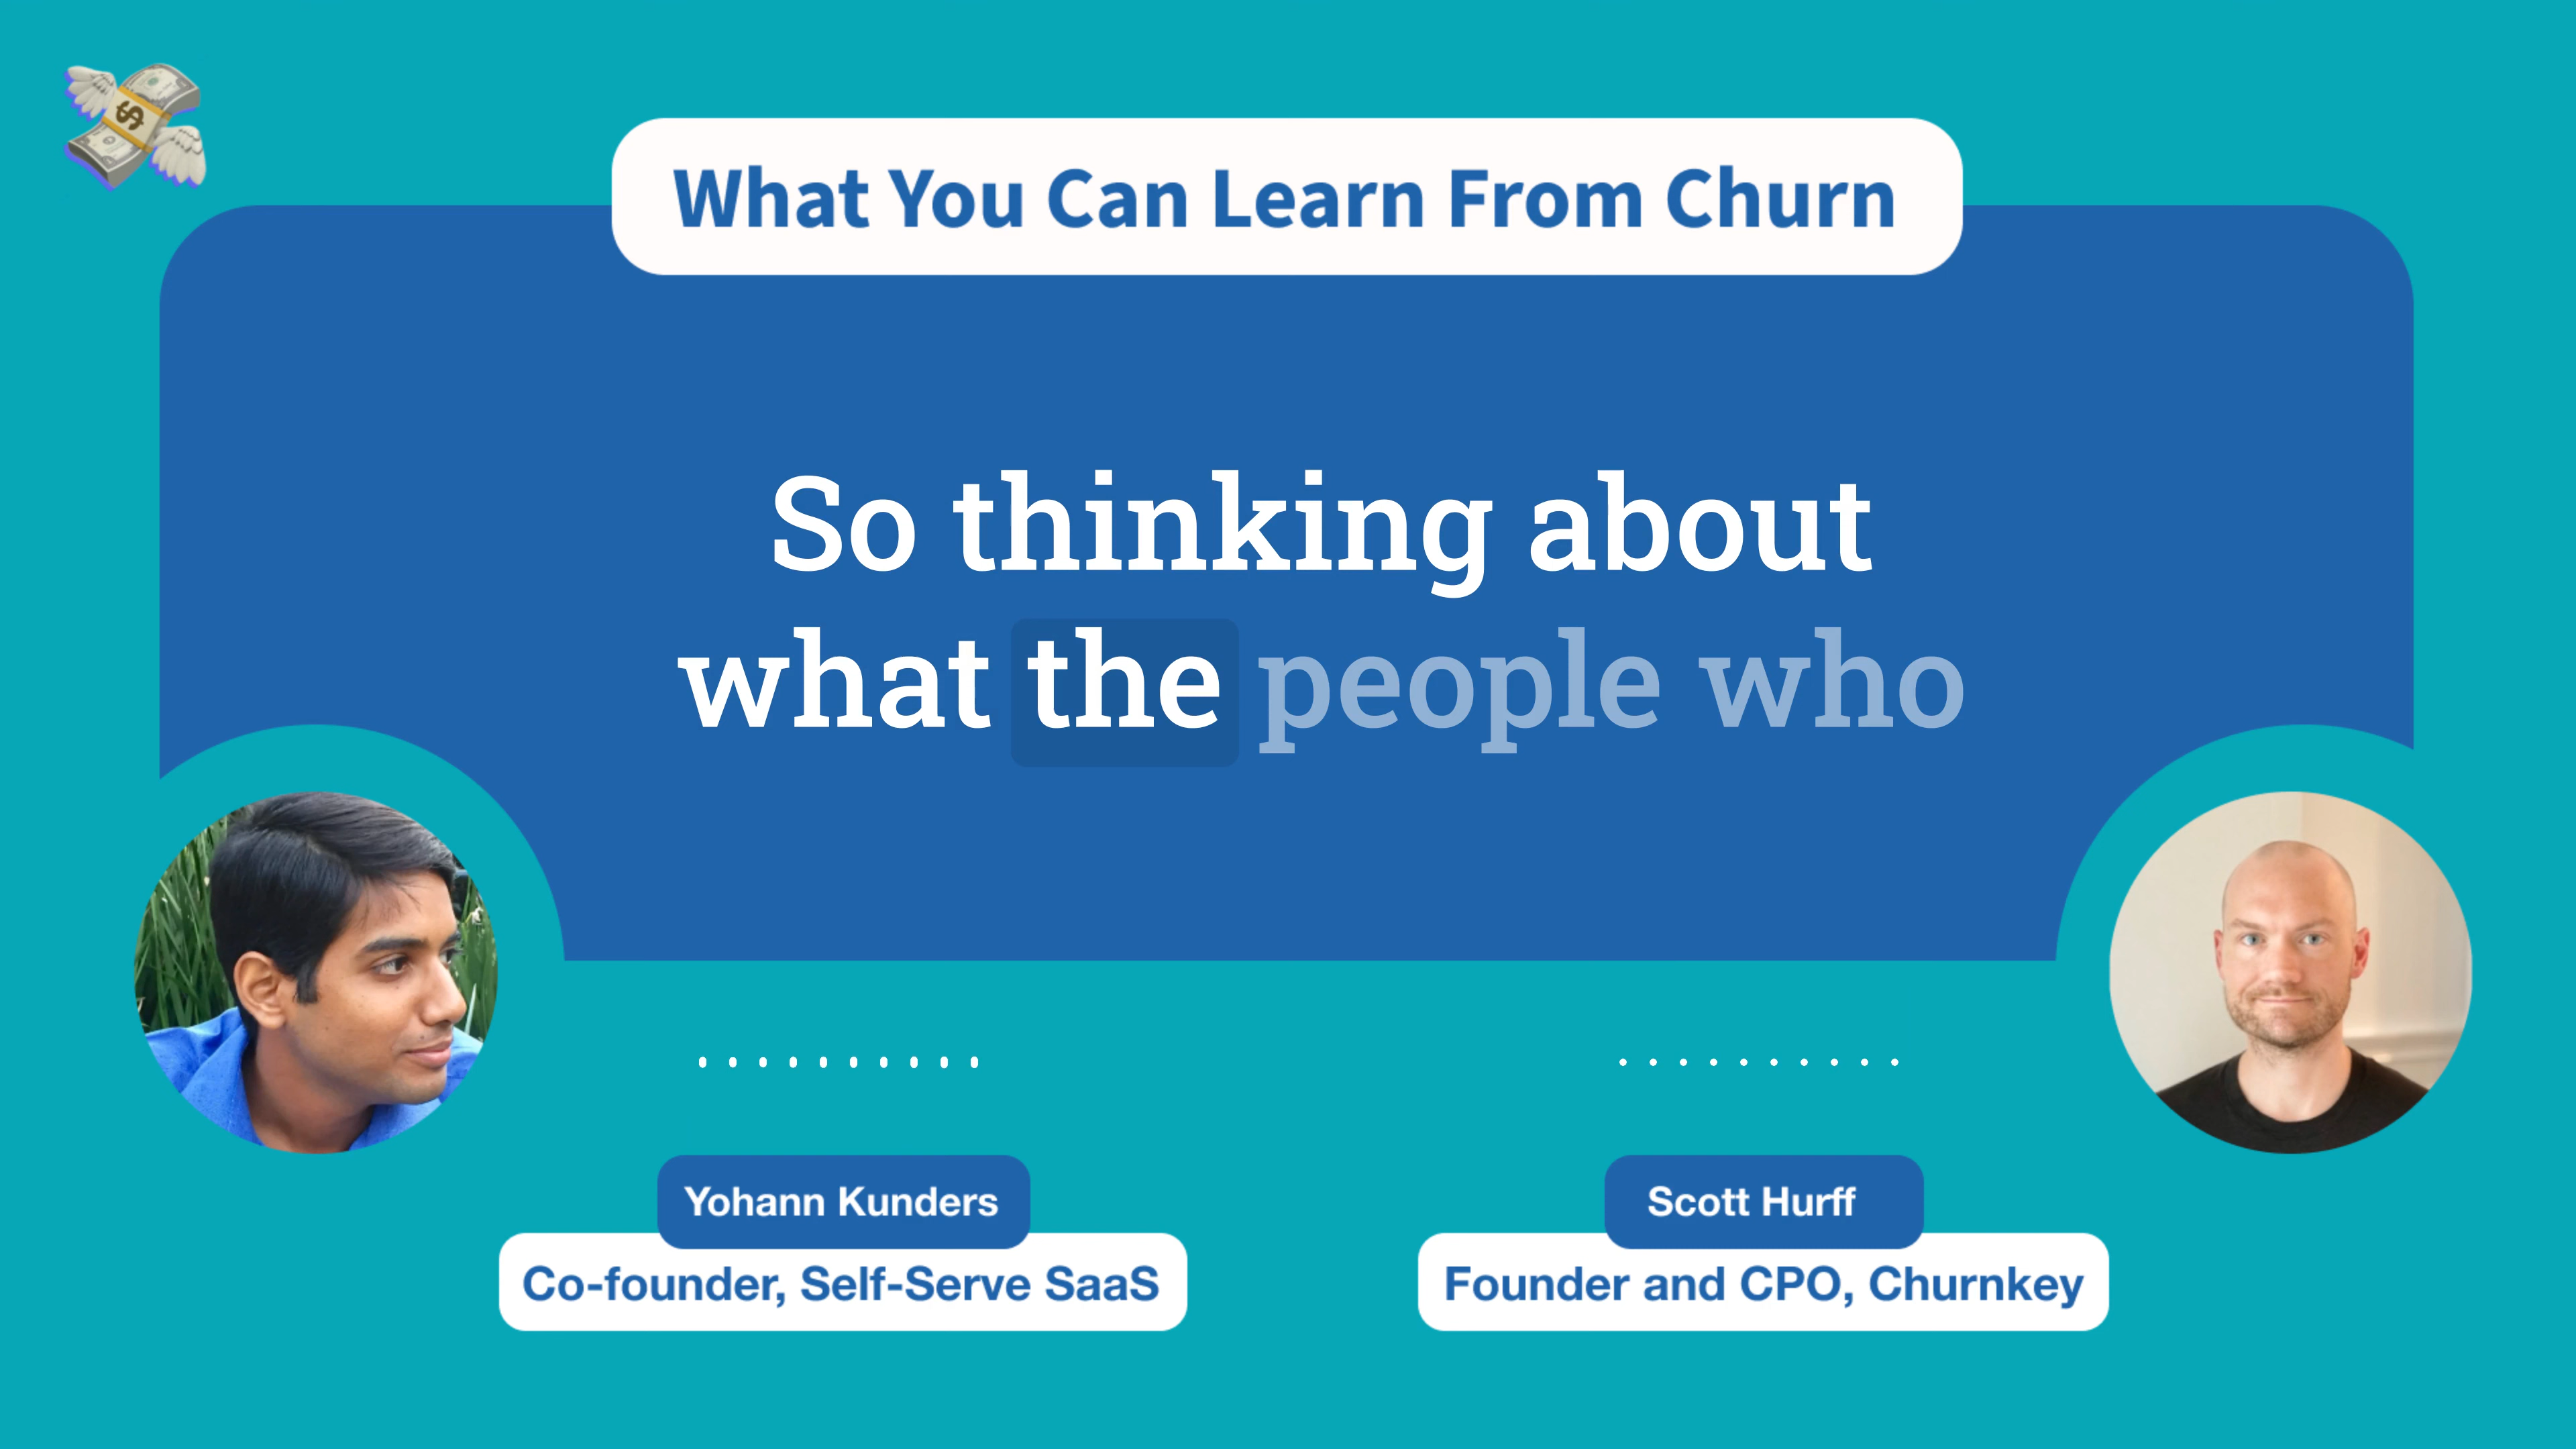 What You Can Learn From Churn
So thinking about
what the people who
Yohann Kunders
Co-founder, Self-Serve SaaS
Scott Hurff
Founder and CPO, Churnkey